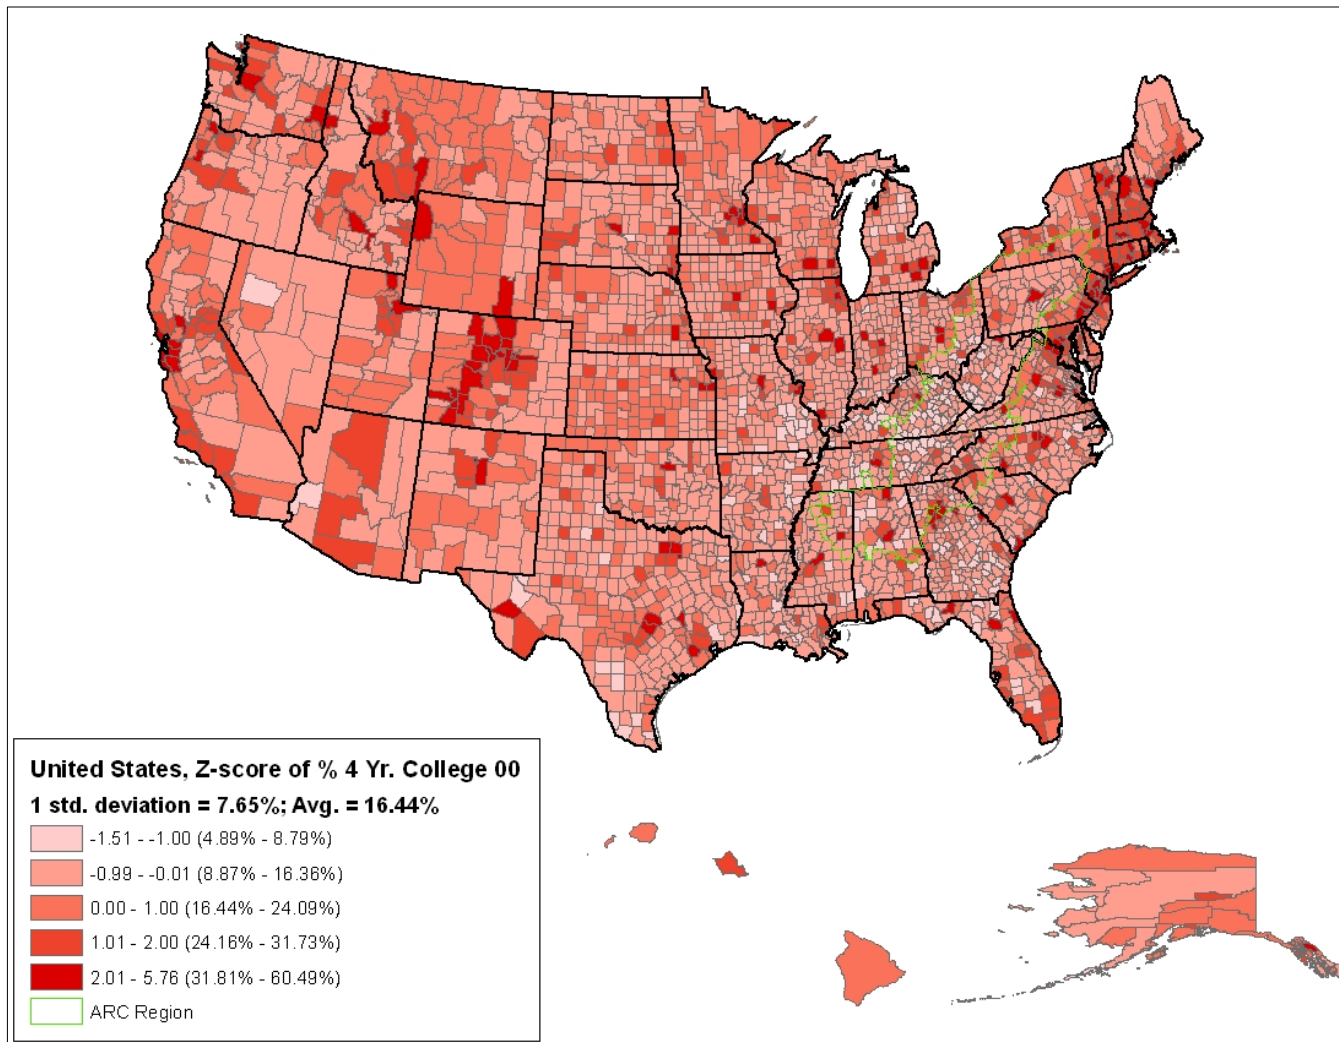 United States, Z-score of % 4 Yr. College 00
1 std. deviation = 7.65%; Avg. = 16.44%
-1.51 - -1.00 (4.89% - 8.79%)
-0.99 - -0.01 (8.87% - 16.36%)
0.00 - 1.00 (16.44% - 24.09%)
1.01 - 2.00 (24.16% - 31.73%)
2.01 - 5.76 (31.81% - 60.49%)
ARC Region